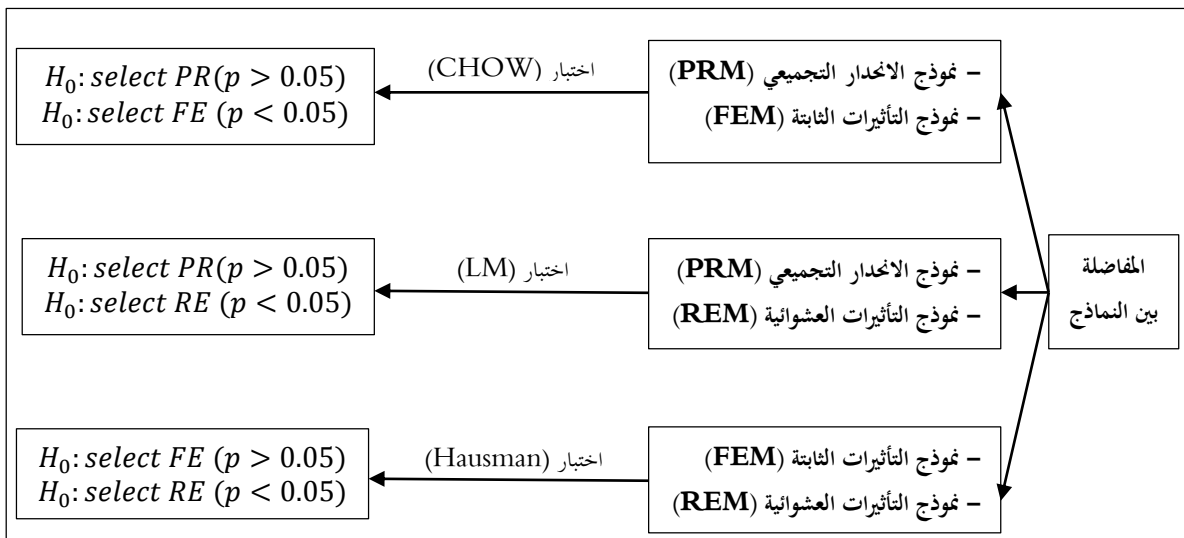 المفاضلة
بين النماذج
– نموذج الانحدار التجميعي (PRM)
– نموذج التأثيرات الثابتة (FEM)
اختبار (CHOW)
H₀: select PR(p > 0.05)
H₀: select FE (p < 0.05)
– نموذج الانحدار التجميعي (PRM)
– نموذج التأثيرات العشوائية (REM)
اختبار (LM)
H₀: select PR(p > 0.05)
H₀: select RE (p < 0.05)
– نموذج التأثيرات الثابتة (FEM)
– نموذج التأثيرات العشوائية (REM)
اختبار (Hausman)
H₀: select FE (p > 0.05)
H₀: select RE (p < 0.05)